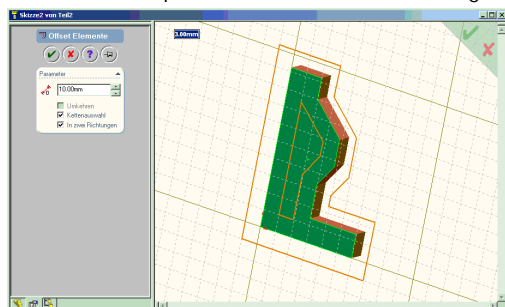 Skizze2 von Teil2
Offset Elemente
Parameter
10.00mm
Umkehren
Kettenauswahl
In zwei Richtungen
3.00mm